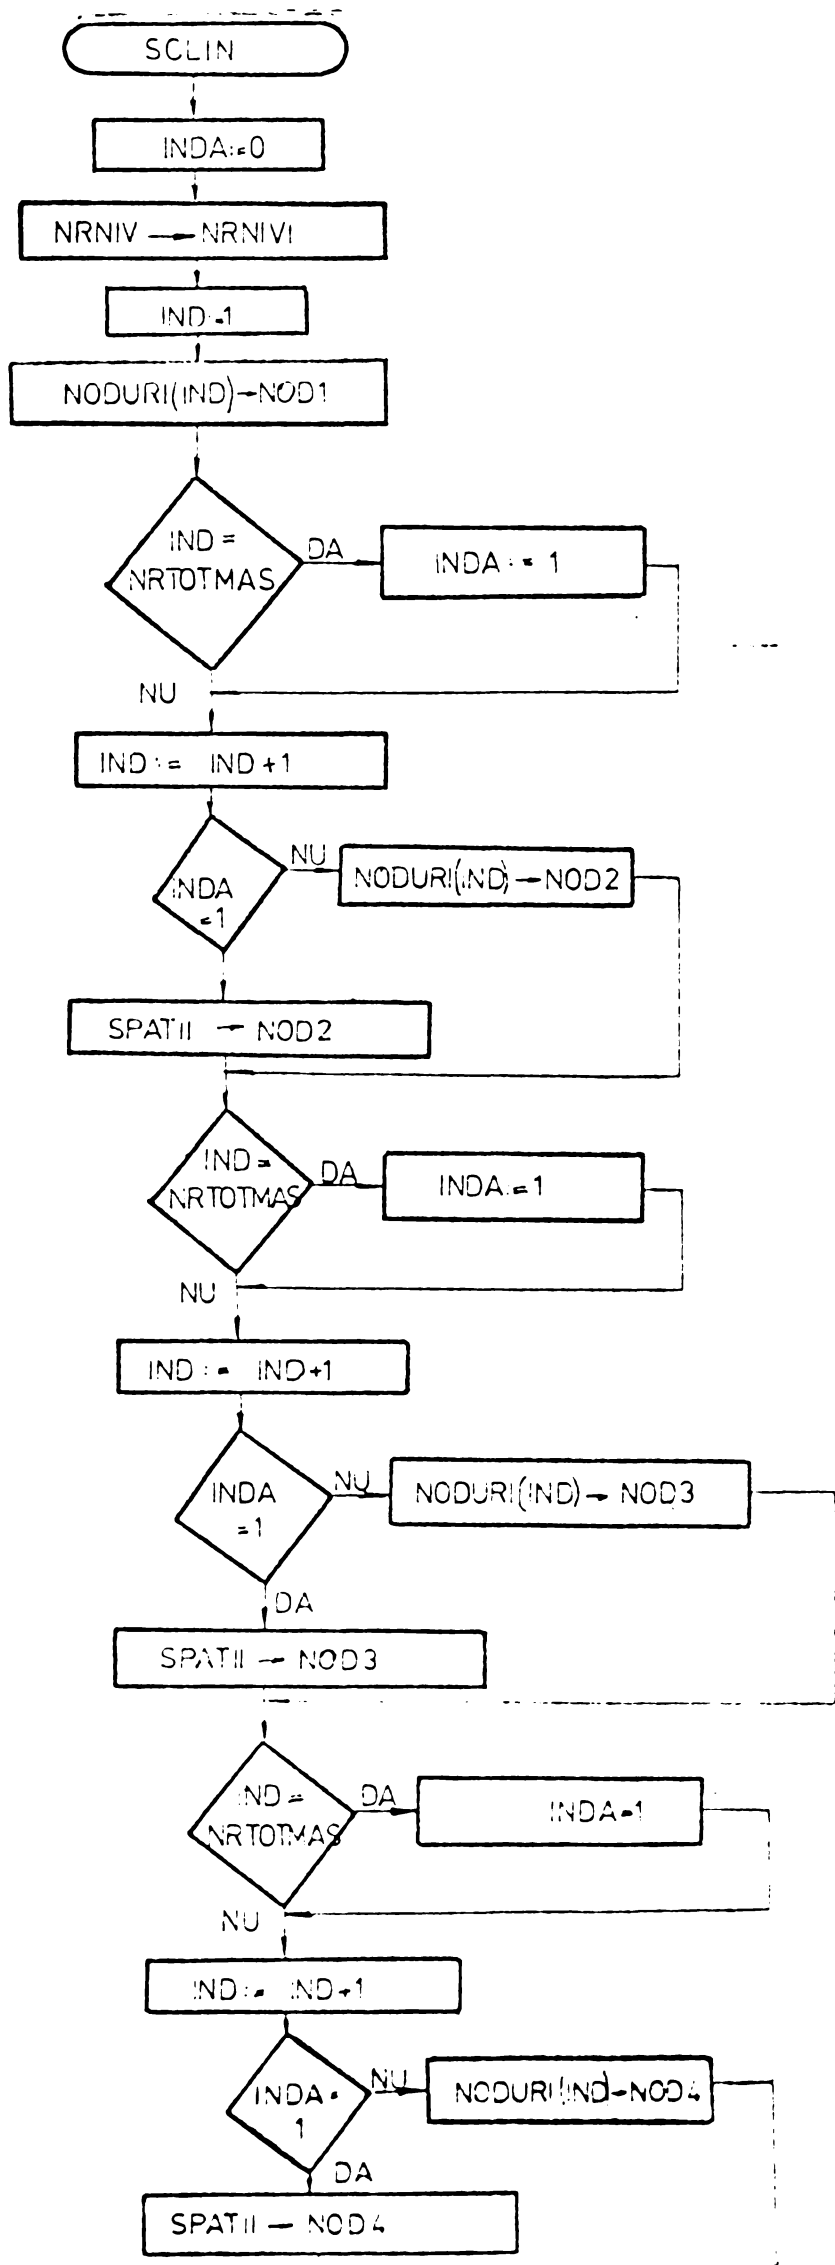 SCLIN
INDA:=0
NRNIV → NRNIVI
IND:=1
NODURI(IND)→NOD1
IND =
NRTOTMAS
DA
INDA := 1
NU
IND := IND+1
INDA
=1
NU
NODURI(IND)→NOD2
SPATII → NOD2
IND =
NRTOTMAS
DA
INDA:=1
NU
IND := IND+1
INDA
=1
NU
NODURI(IND)→ NOD3
DA
SPATII → NOD3
IND =
NRTOTMAS
DA
INDA=1
NU
IND:= IND+1
INDA=
1
NU
NODURI(IND)→NOD4
DA
SPATII → NOD4